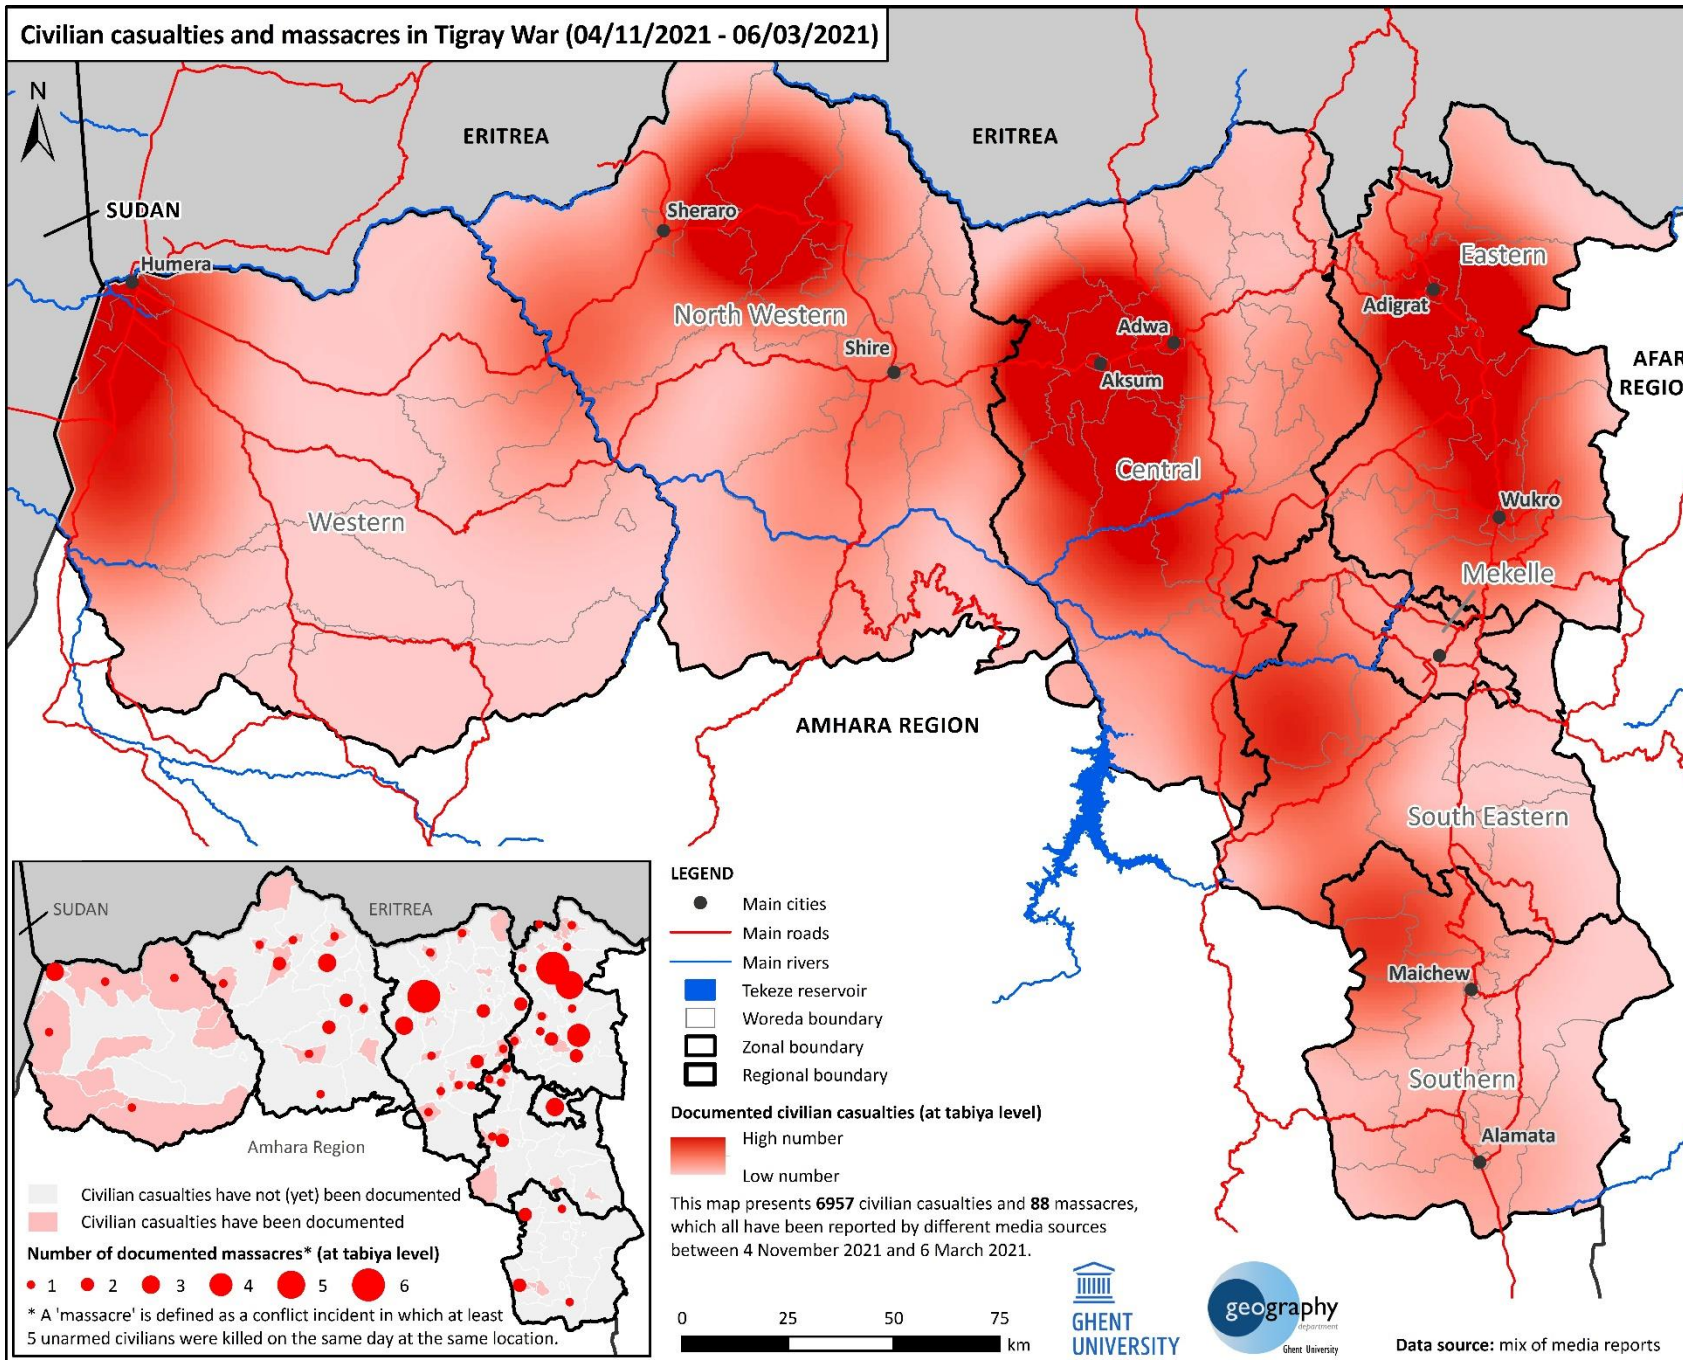 Civilian casualties and massacres in Tigray War (04/11/2021 - 06/03/2021)
N
ERITREA
ERITREA
SUDAN
Humera
Sheraro
North Western
Shire
Western
Adwa
Aksum
Central
Eastern
Adigrat
AFAR
REGIO
Wukro
Mekelle
AMHARA REGION
South Eastern
Maichew
Southern
Alamata
SUDAN
ERITREA
Amhara Region
Civilian casualties have not (yet) been documented
Civilian casualties have been documented
Number of documented massacres* (at tabiya level)
1 2 3 4 5 6
* A 'massacre' is defined as a conflict incident in which at least
5 unarmed civilians were killed on the same day at the same location.
LEGEND
Main cities
Main roads
Main rivers
Tekeze reservoir
Woreda boundary
Zonal boundary
Regional boundary
Documented civilian casualties (at tabiya level)
High number
Low number
This map presents 6957 civilian casualties and 88 massacres,
which all have been reported by different media sources
between 4 November 2021 and 6 March 2021.
0 25 50 75
km
GHENT
UNIVERSITY
geography
department
Ghent University
Data source: mix of media reports